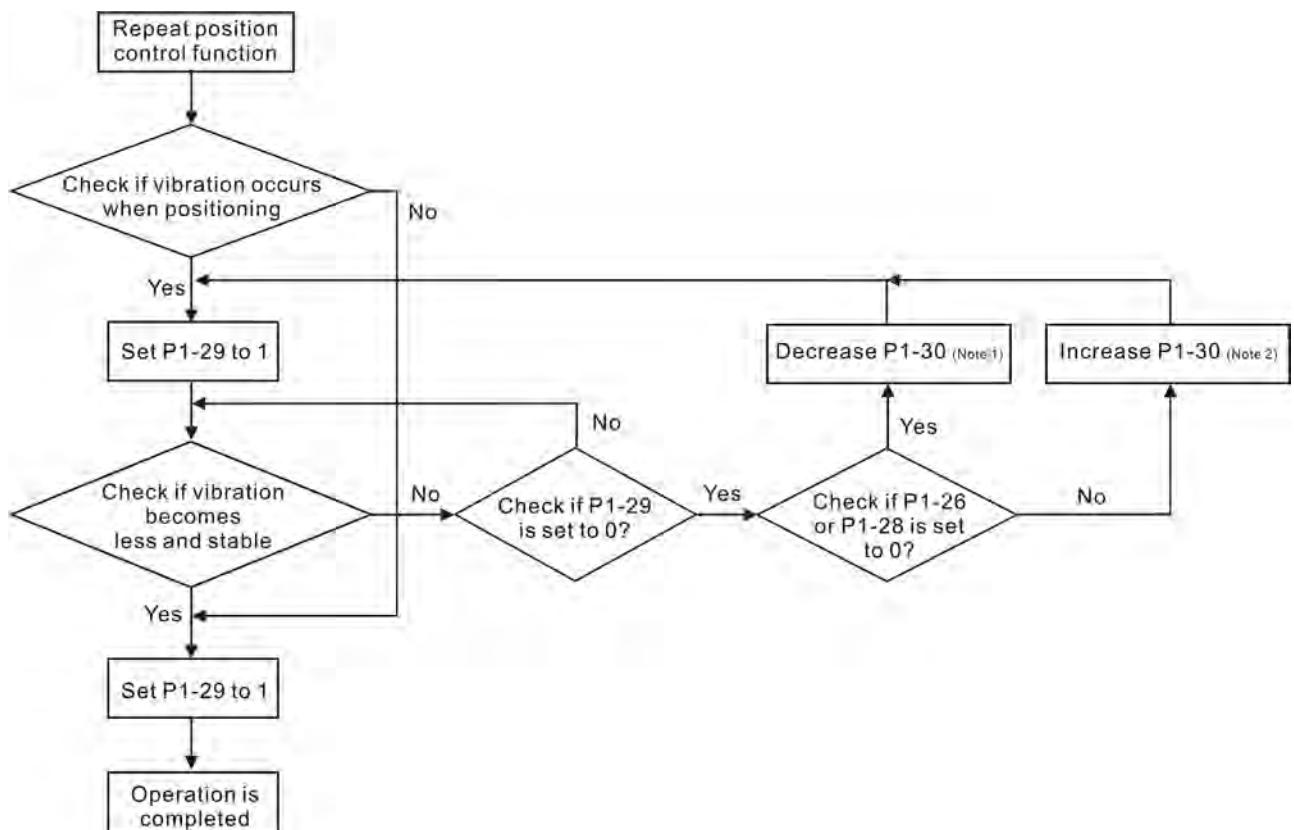 Repeat position
control function
Check if vibration occurs
when positioning
No
Yes
Set P1-29 to 1
Decrease P1-30 (Note 1)
Increase P1-30 (Note 2)
No
Yes
Check if vibration
becomes
less and stable
No
Check if P1-29
is set to 0?
Yes
Check if P1-26
or P1-28 is set
to 0?
No
Yes
Set P1-29 to 1
Operation is
completed